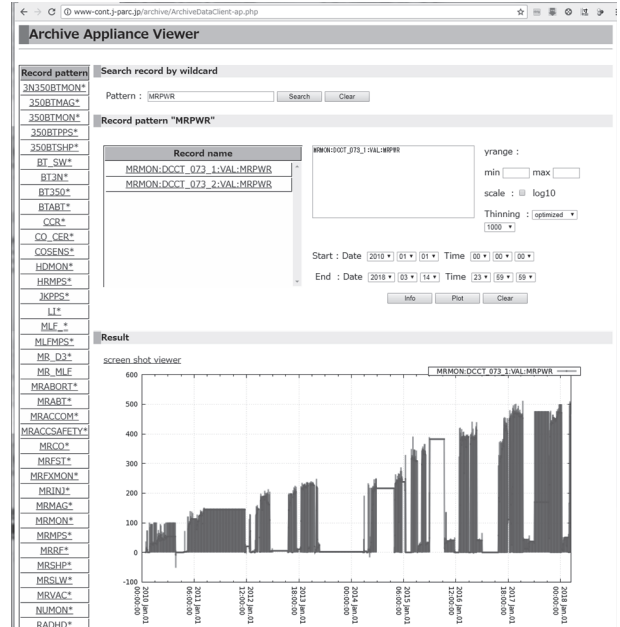 www-cont.j-parc.jp/archive/ArchiveDataClient-ap.php
Archive Appliance Viewer
Record pattern
3N350BTMON*
350BTMAG*
350BTMON*
350BTPPS*
350BTSHP*
BT_SW*
BT3N*
BT350*
BTABT*
CCR*
CO_CER*
COSENS*
HDMON*
HRMPS*
JKPPS*
LI*
MLF_*
MLFMPS*
MR_D3*
MR_MLF
MRABORT*
MRABT*
MRACCOM*
MRACCSAFETY*
MRCO*
MRFST*
MRFXMON*
MRINJ*
MRMAG*
MRMON*
MRMPS*
MRRF*
MRSHP*
MRSLW*
MRVAC*
NUMON*
RADHD*
Search record by wildcard
Pattern : MRPWR Search Clear
Record pattern "MRPWR"
Record name
MRMON:DCCT_073_1:VAL:MRPWR
MRMON:DCCT_073_2:VAL:MRPWR
MRMON:DCCT_073_1:VAL:MRPWR
yrange :
min max
scale : log10
Thinning : optimized
1000
Start : Date 2010 01 01 Time 00 00 00
End : Date 2018 03 14 Time 23 59 59
Info Plot Clear
Result
screen shot viewer
MRMON:DCCT_073_1:VAL:MRPWR
600
500
400
300
200
100
0
-100
2010 Jan.01
00:00:00
2011 Jan.01
06:00:00
2012 Jan.01
12:00:00
2013 Jan.01
18:00:00
2014 Jan.01
00:00:00
2015 Jan.01
06:00:00
2016 Jan.01
12:00:00
2017 Jan.01
18:00:00
2018 Jan.01
00:00:00